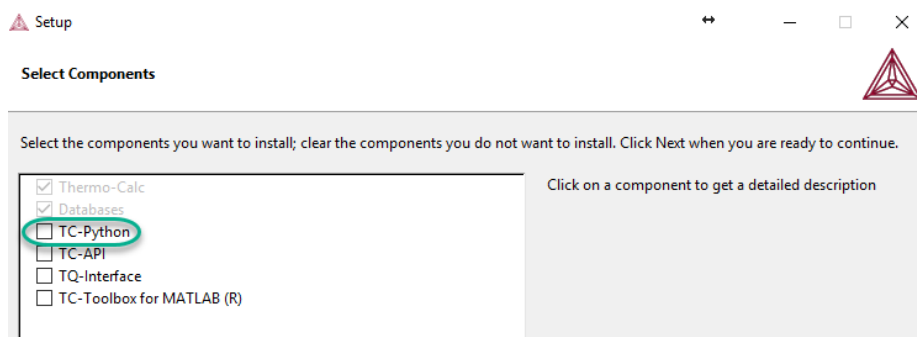 Setup
Select Components
Select the components you want to install; clear the components you do not want to install. Click Next when you are ready to continue.
Thermo-Calc
Click on a component to get a detailed description
Databases
TC-Python
TC-API
TQ-Interface
TC-Toolbox for MATLAB (R)